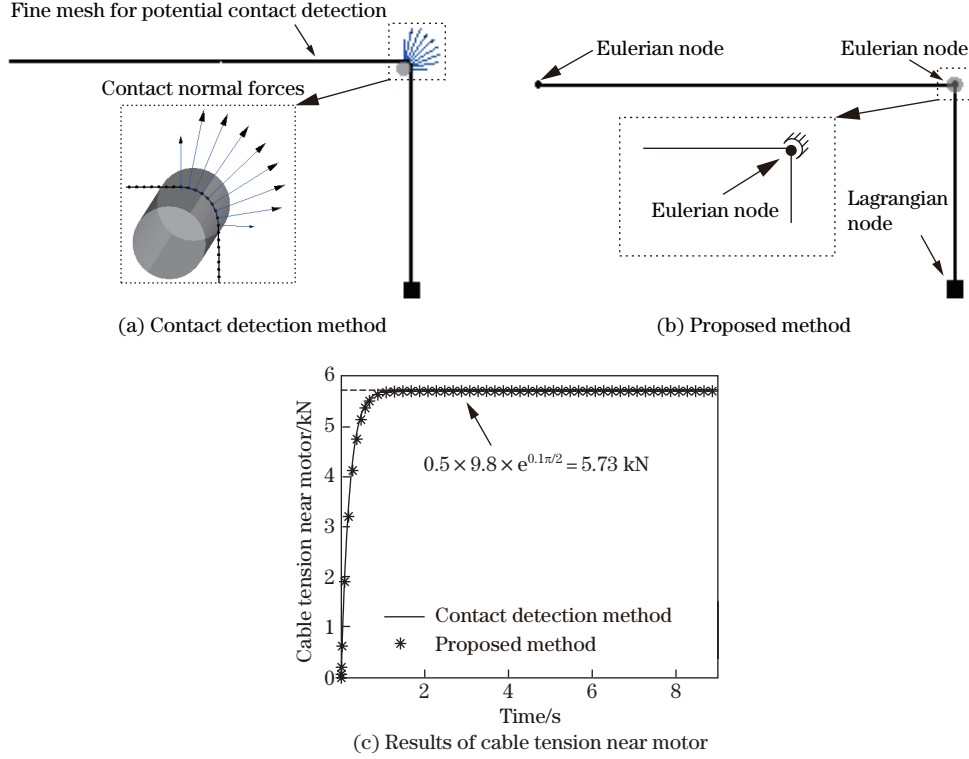 Fine mesh for potential contact detection
Contact normal forces
(a) Contact detection method
Eulerian node
Eulerian node
Eulerian node
Lagrangian
node
(b) Proposed method
6
5
4
3
2
1
0
Cable tension near motor/kN
0.5 × 9.8 × e^{0.1π/2} = 5.73 kN
Contact detection method
Proposed method
2
4
6
8
Time/s
(c) Results of cable tension near motor